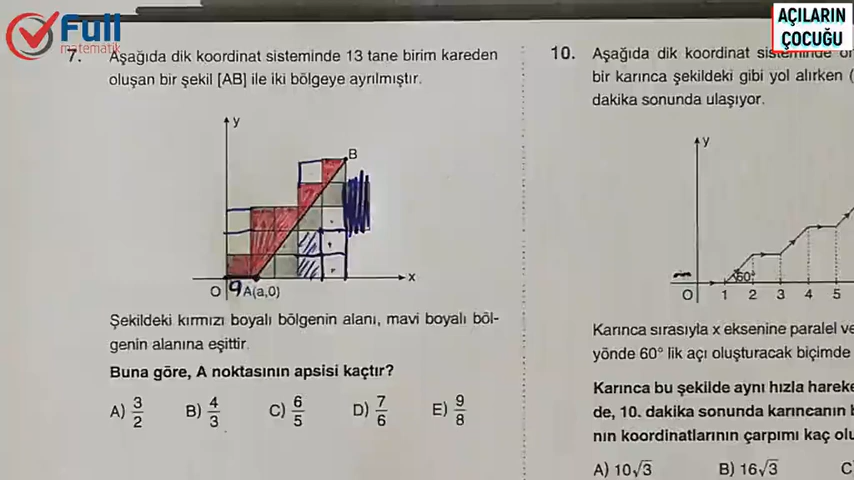 Full
matematik
AÇILARIN
ÇOCUĞU
7. Aşağıda dik koordinat sisteminde 13 tane birim kareden
oluşan bir şekil [AB] ile iki bölgeye ayrılmıştır.
y
B
O
9
A(a,0)
x
Şekildeki kırmızı boyalı bölgenin alanı, mavi boyalı böl-
genin alanına eşittir.
Buna göre, A noktasının apsisi kaçtır?
A) 3/2 B) 4/3 C) 6/5 D) 7/6 E) 9/8
10. Aşağıda dik koordinat sisteminde or
bir karınca şekildeki gibi yol alırken (
dakika sonunda ulaşıyor.
y
60°
O 1 2 3 4 5
Karınca sırasıyla x eksenine paralel ve
yönde 60° lik açı oluşturacak biçimde
Karınca bu şekilde aynı hızla hareke
de, 10. dakika sonunda karıncanın b
nın koordinatlarının çarpımı kaç olu
A) 10√3 B) 16√3 C